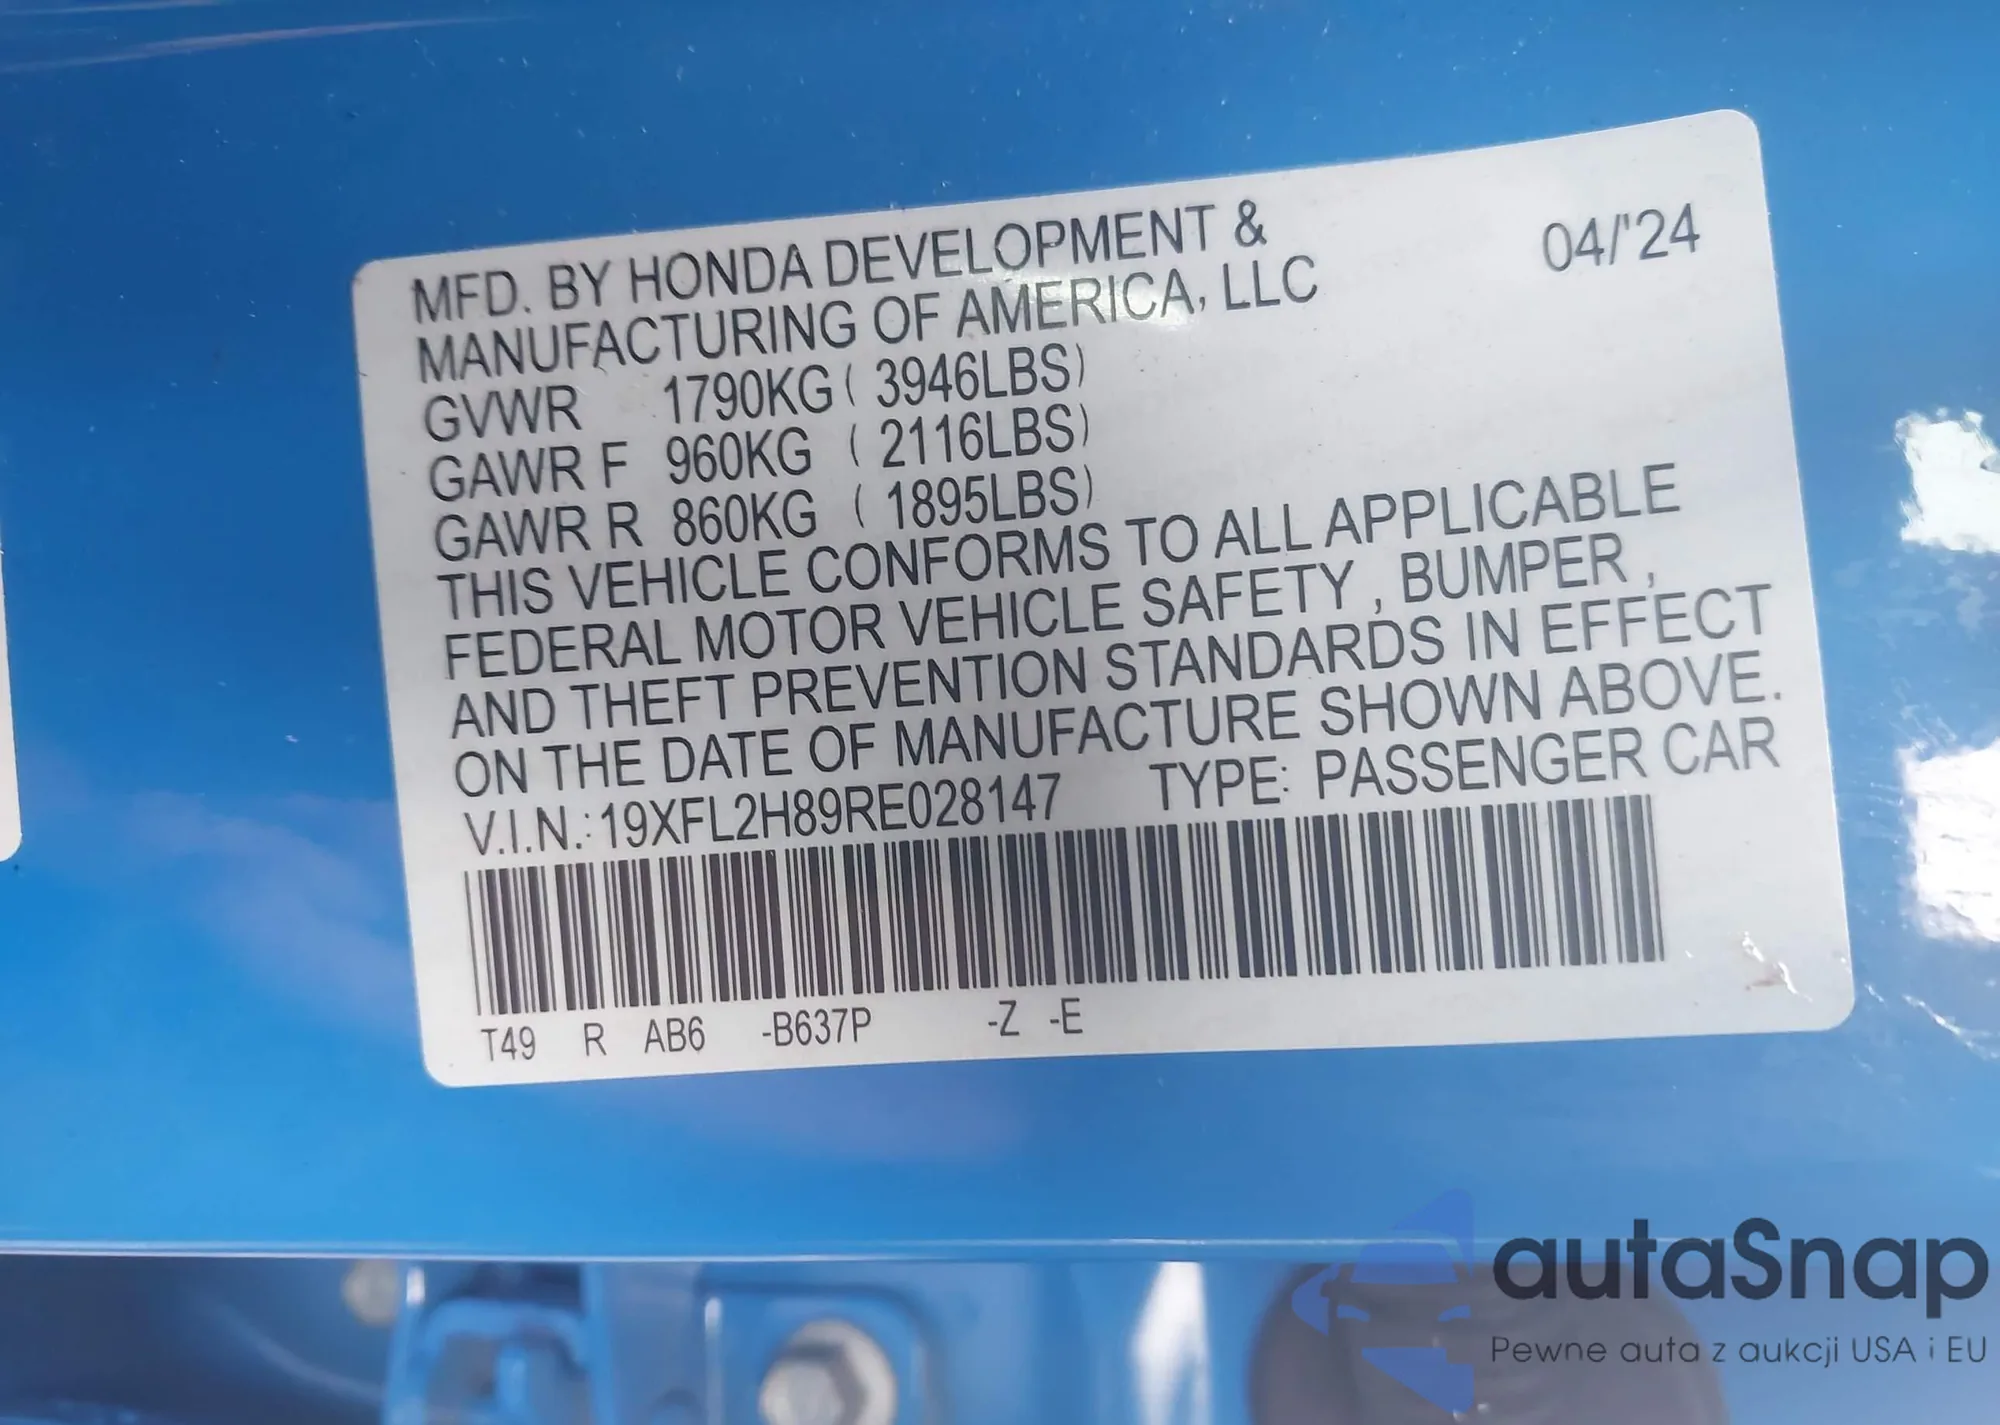 MFD. BY HONDA DEVELOPMENT &
MANUFACTURING OF AMERICA, LLC
04/'24
GVWR 1790KG ( 3946LBS)
GAWR F 960KG ( 2116LBS)
GAWR R 860KG ( 1895LBS)
THIS VEHICLE CONFORMS TO ALL APPLICABLE
FEDERAL MOTOR VEHICLE SAFETY , BUMPER ,
AND THEFT PREVENTION STANDARDS IN EFFECT
ON THE DATE OF MANUFACTURE SHOWN ABOVE.
V.I.N.: 19XFL2H89RE028147 TYPE: PASSENGER CAR
T49 R AB6 -B637P -Z -E
autaSnap
Pewne auta z aukcji USA i EU